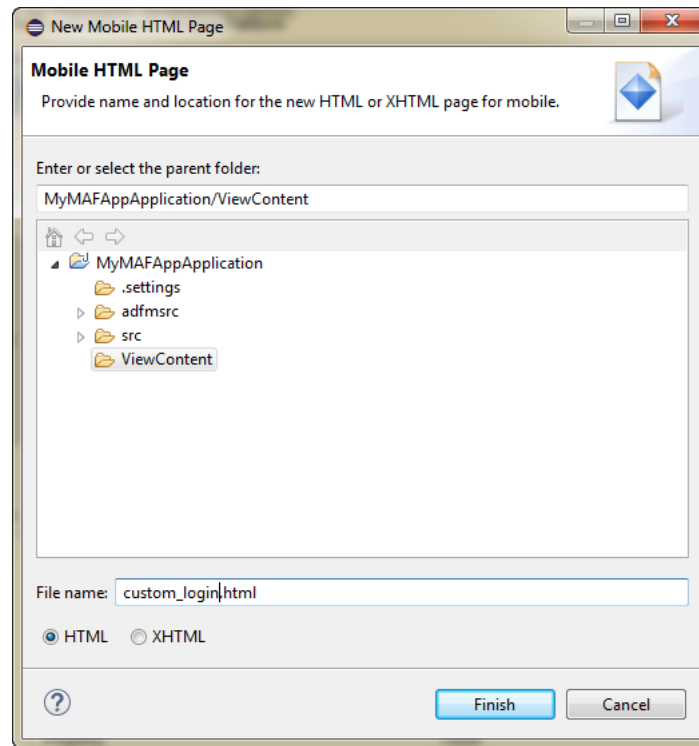 New Mobile HTML Page
Mobile HTML Page
Provide name and location for the new HTML or XHTML page for mobile.
Enter or select the parent folder:
MyMAFAppApplication/ViewContent
MyMAFAppApplication
.settings
adfmsrc
src
ViewContent
File name: custom_login.html
HTML XHTML
? Finish Cancel